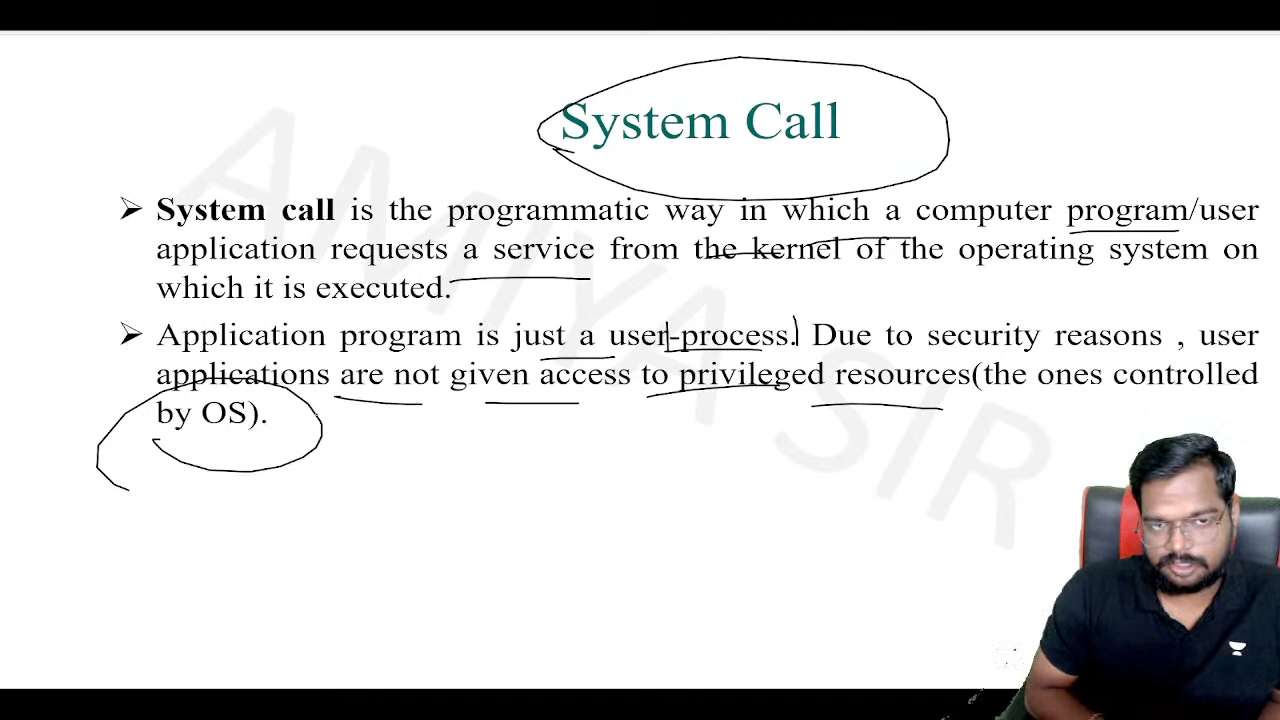 System Call
AMIYA SIR
➢ System call is the programmatic way in which a computer program/user
application requests a service from the kernel of the operating system on
which it is executed.
➢ Application program is just a user-process. Due to security reasons , user
applications are not given access to privileged resources(the ones controlled
by OS).